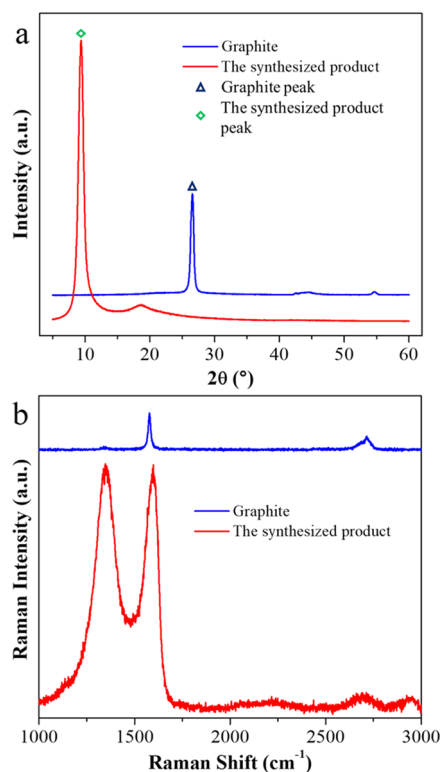 a
Graphite
The synthesized product
Graphite peak
The synthesized product
peak
Intensity (a.u.)
10 20 30 40 50 60
2θ (°)
b
Graphite
The synthesized product
Raman Intensity (a.u.)
1000 1500 2000 2500 3000
Raman Shift (cm⁻¹)